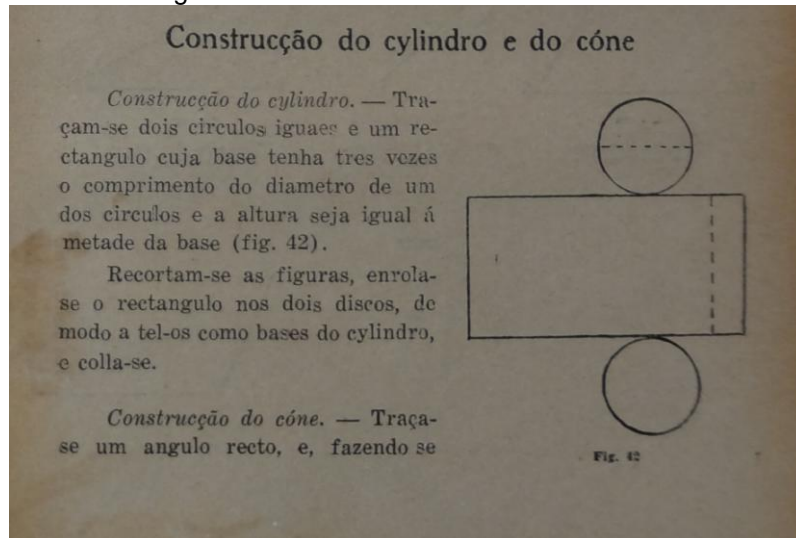 Construcção do cylindro e do cóne
Construcção do cylindro. — Tra-
çam-se dois circulos iguaes e um re-
ctangulo cuja base tenha tres vezes
o comprimento do diametro de um
dos circulos e a altura seja igual á
metade da base (fig. 42).
Recortam-se as figuras, enrola-
se o rectangulo nos dois discos, de
modo a tel-os como bases do cylindro,
e colla-se.
Construcção do cóne. — Traça-
se um angulo recto, e, fazendo se
Fig. 42